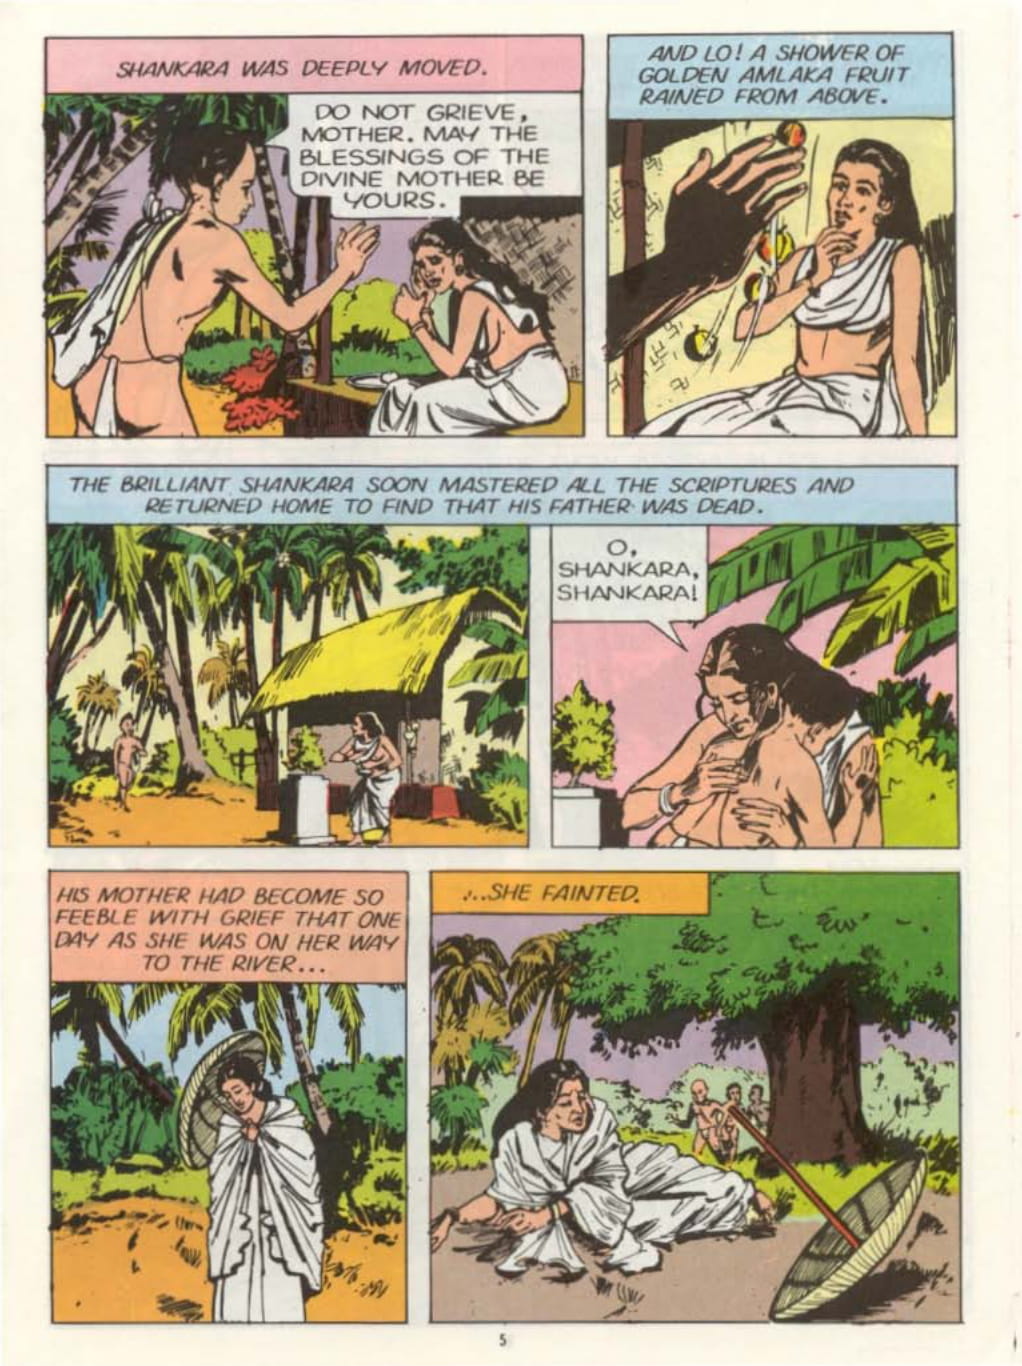 SHANKARA WAS DEEPLY MOVED.
DO NOT GRIEVE,
MOTHER. MAY THE
BLESSINGS OF THE
DIVINE MOTHER BE
YOURS.
AND LO! A SHOWER OF
GOLDEN AMLAKA FRUIT
RAINED FROM ABOVE.
THE BRILLIANT SHANKARA SOON MASTERED ALL THE SCRIPTURES AND
RETURNED HOME TO FIND THAT HIS FATHER WAS DEAD.
O,
SHANKARA,
SHANKARA!
HIS MOTHER HAD BECOME SO
FEEBLE WITH GRIEF THAT ONE
DAY AS SHE WAS ON HER WAY
TO THE RIVER...
...SHE FAINTED.
5